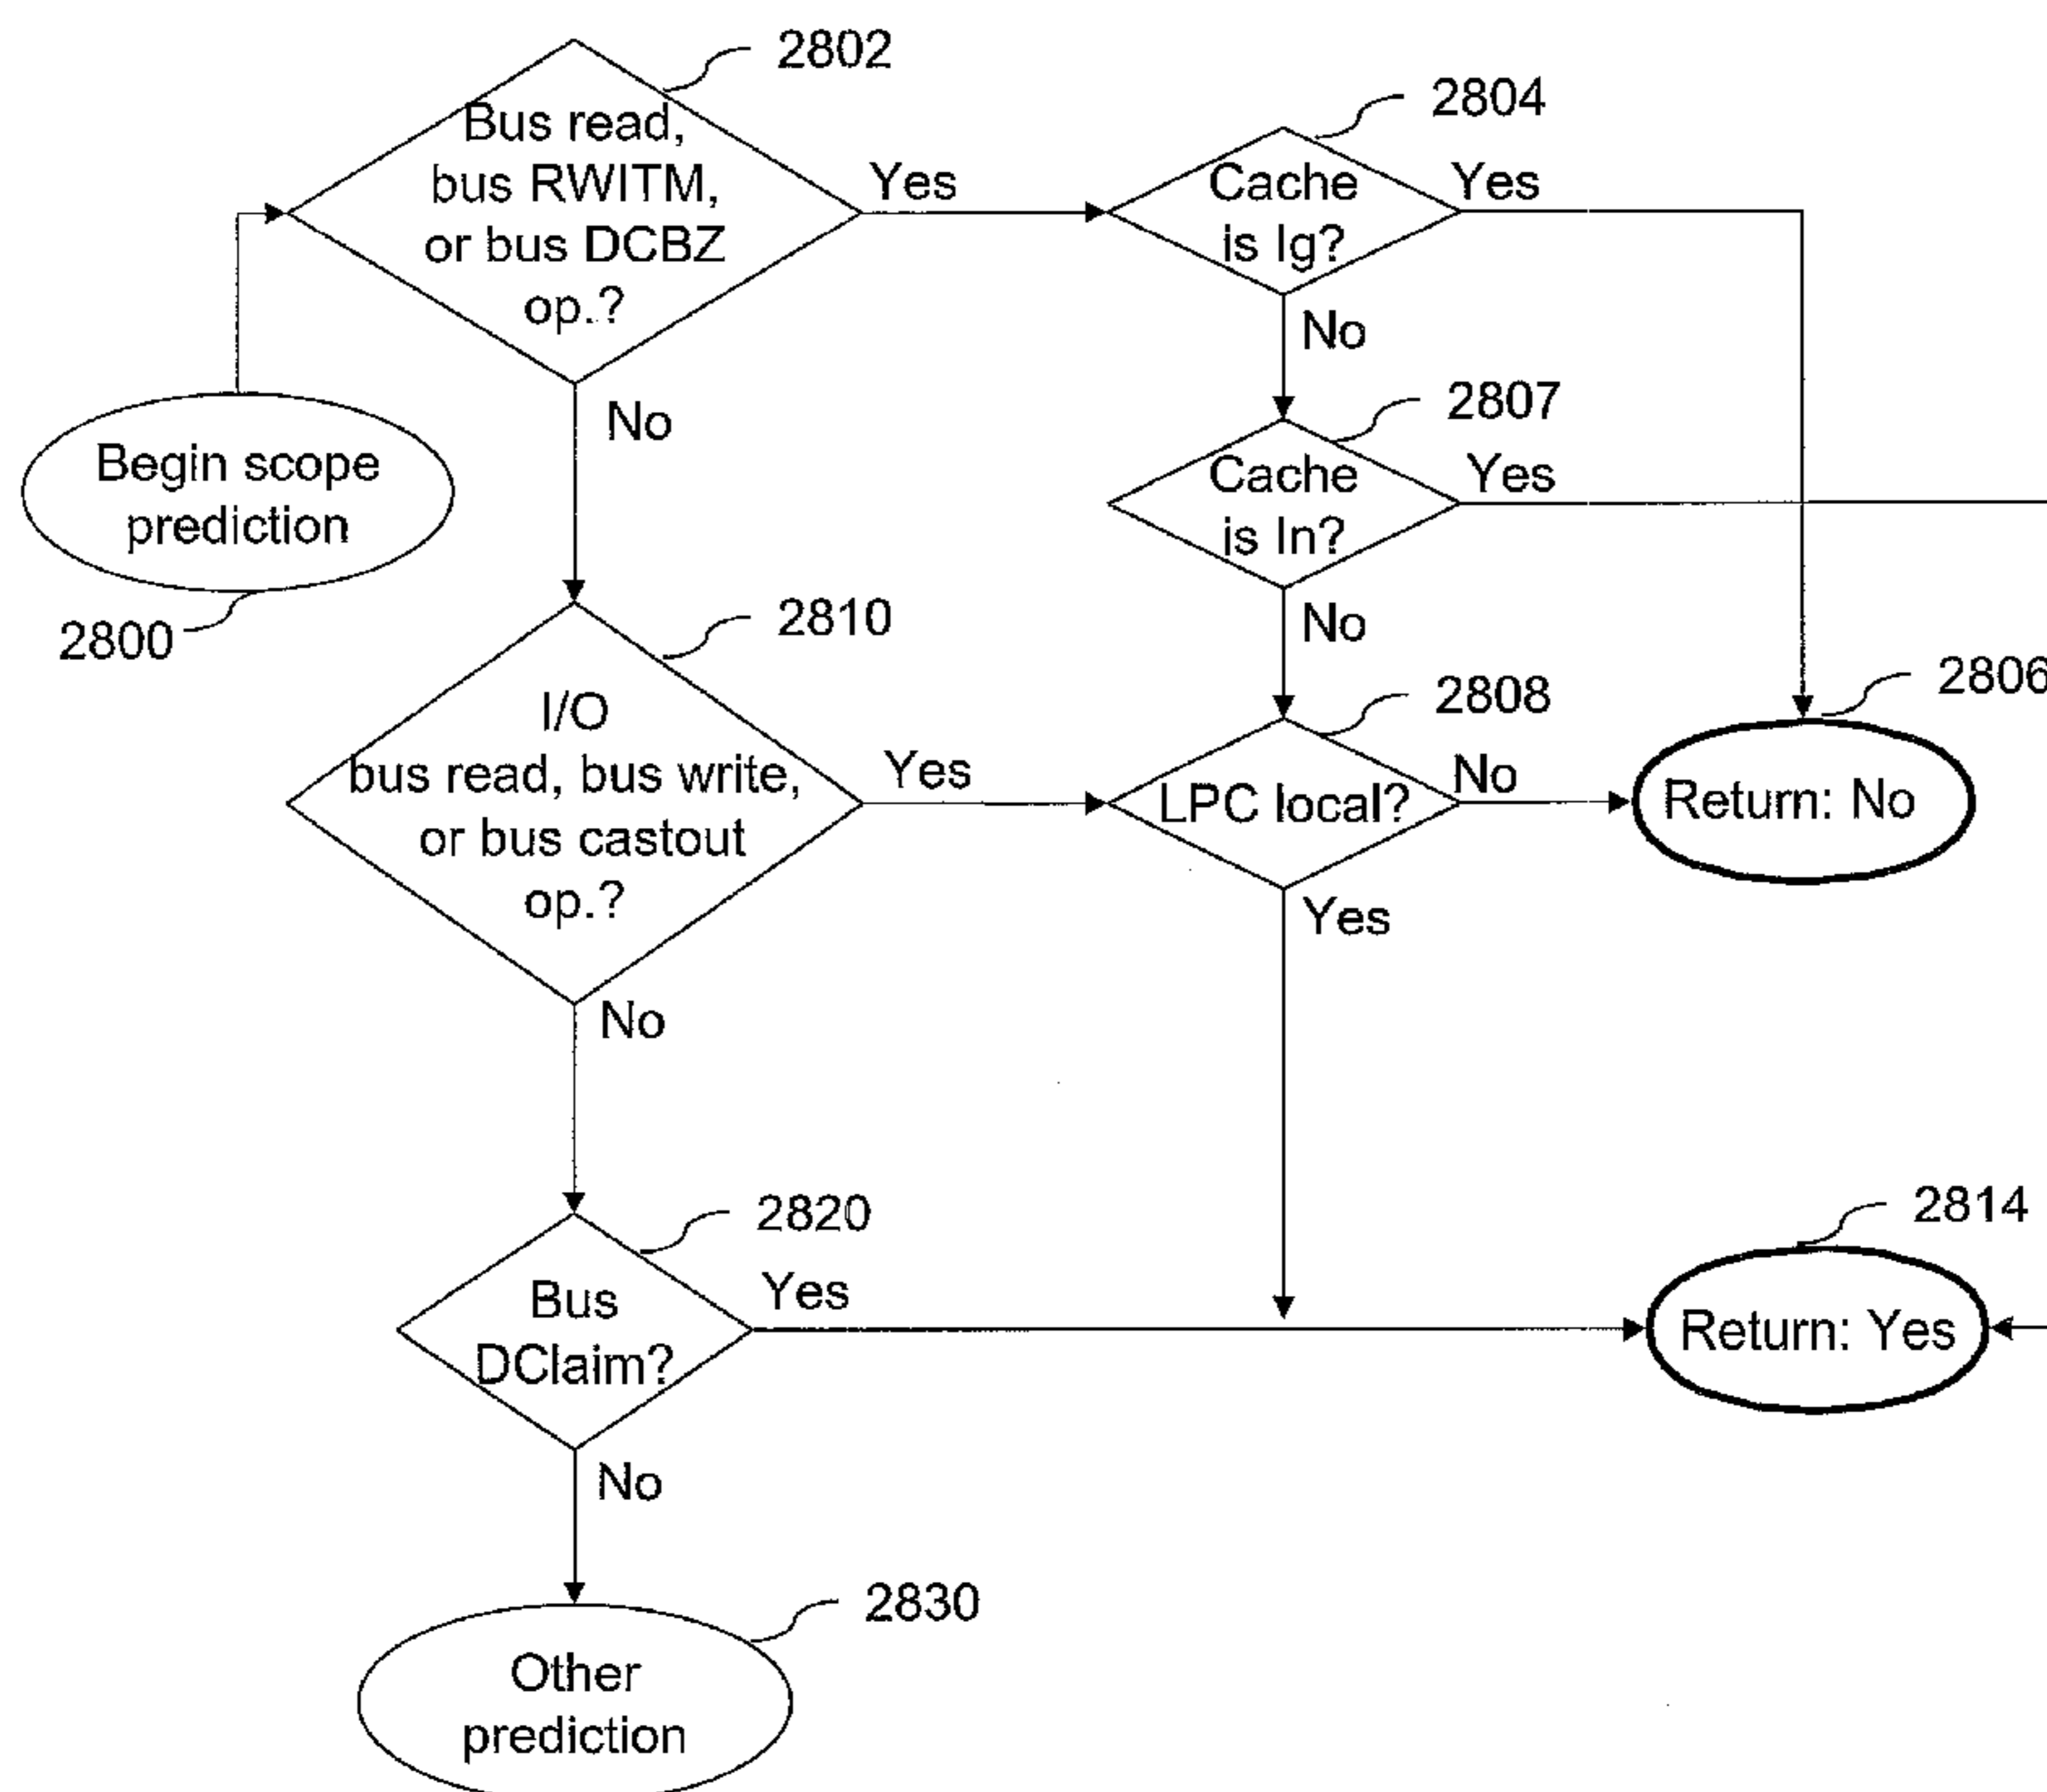 2802
Bus read,
bus RWITM,
or bus DCBZ
op.?
Yes
No
2804
Cache
is Ig?
Yes
No
Begin scope
prediction
2800
2807
Cache
is In?
Yes
No
2810
I/O
bus read, bus write,
or bus castout
op.?
Yes
No
2808
LPC local?
No
Yes
2806
Return: No
2820
Bus
DClaim?
Yes
No
2814
Return: Yes
2830
Other
prediction